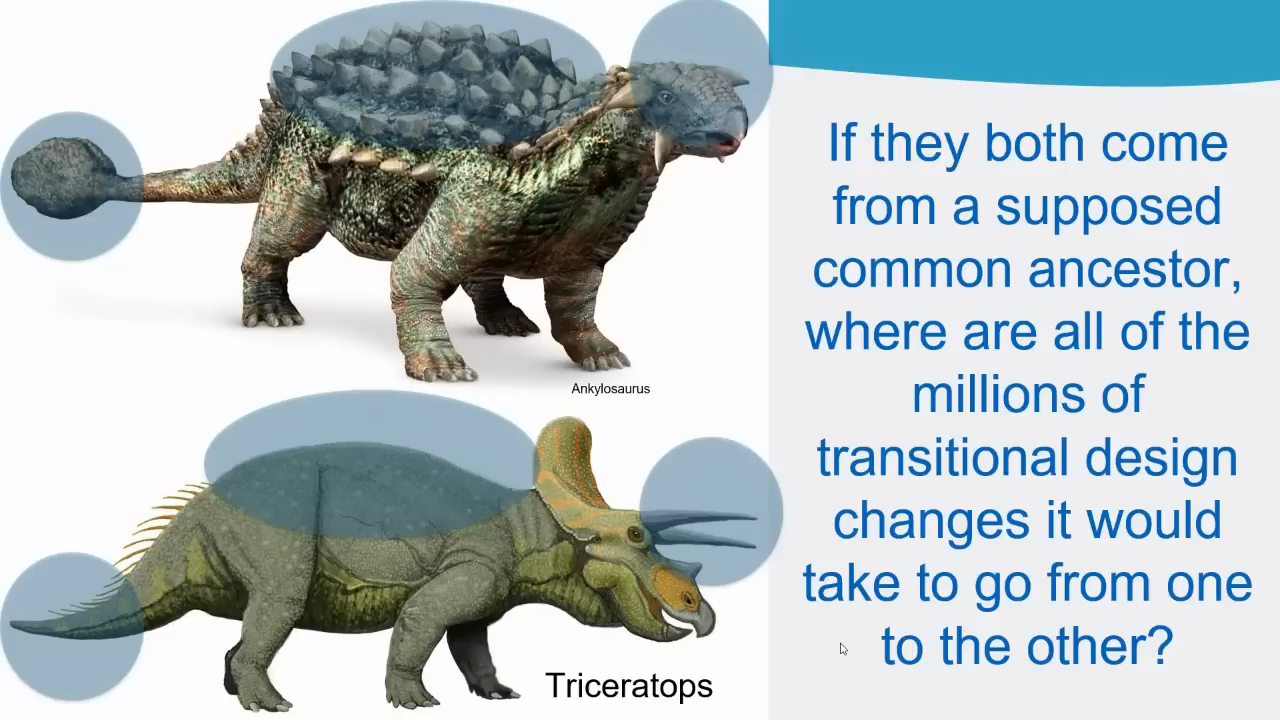 If they both come
from a supposed
common ancestor,
where are all of the
millions of
transitional design
changes it would
take to go from one
to the other?
Ankylosaurus
Triceratops